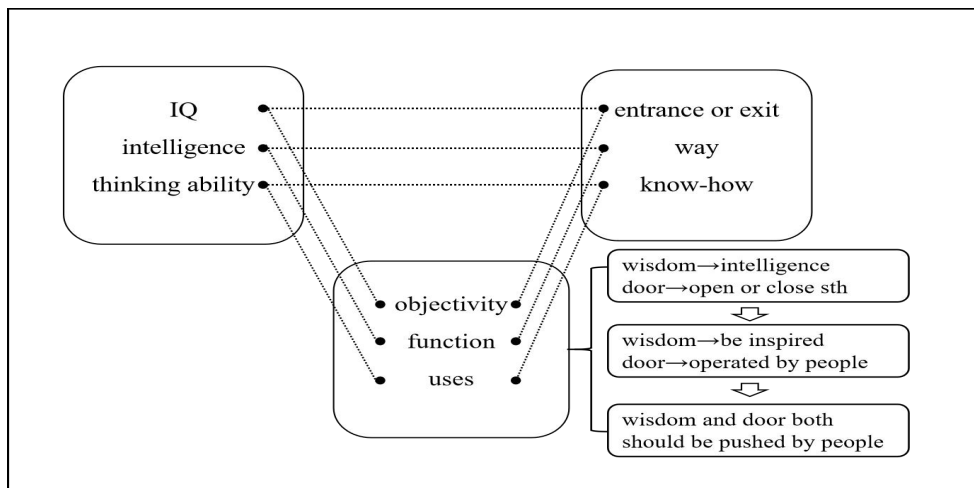 IQ
intelligence
thinking ability
entrance or exit
way
know-how
objectivity
function
uses
wisdom→intelligence
door→open or close sth
wisdom→be inspired
door→operated by people
wisdom and door both
should be pushed by people